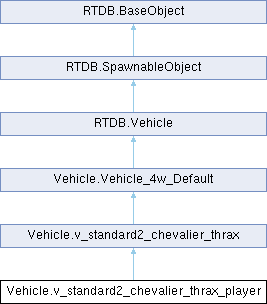 RTDB.BaseObject
RTDB.SpawnableObject
RTDB.Vehicle
Vehicle.Vehicle_4w_Default
Vehicle.v_standard2_chevalier_thrax
Vehicle.v_standard2_chevalier_thrax_player